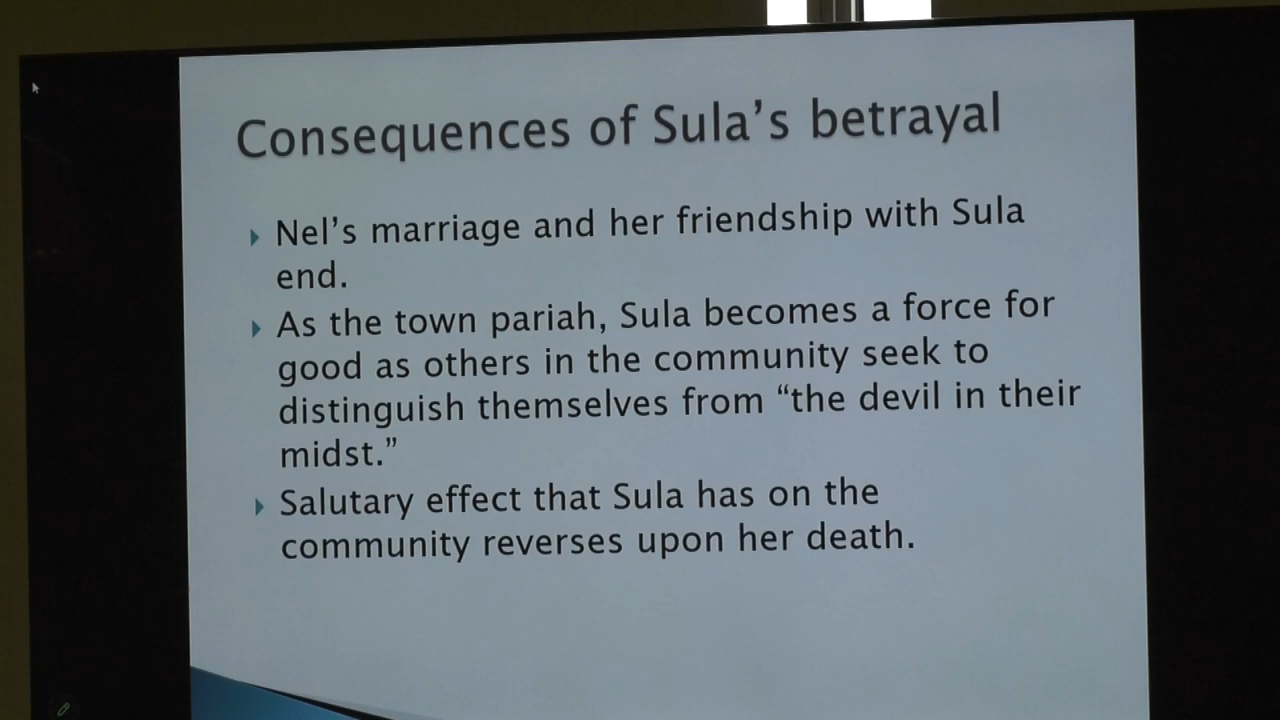 Consequences of Sula’s betrayal
Nel’s marriage and her friendship with Sula
end.
As the town pariah, Sula becomes a force for
good as others in the community seek to
distinguish themselves from “the devil in their
midst.”
Salutary effect that Sula has on the
community reverses upon her death.